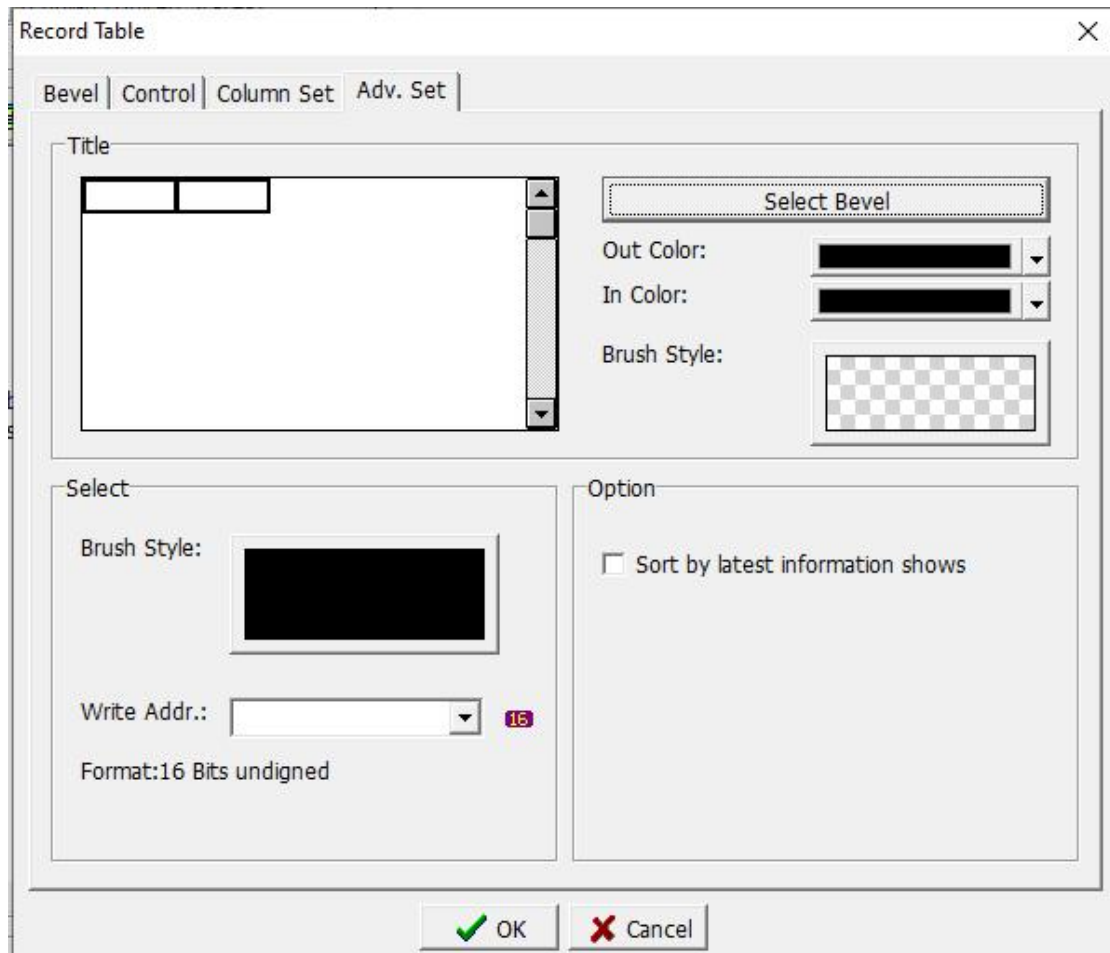 Record Table
Bevel Control Column Set Adv. Set
Title
Select Bevel
Out Color:
In Color:
Brush Style:
Select
Brush Style:
Write Addr.:
16
Format:16 Bits undigned
Option
Sort by latest information shows
OK Cancel